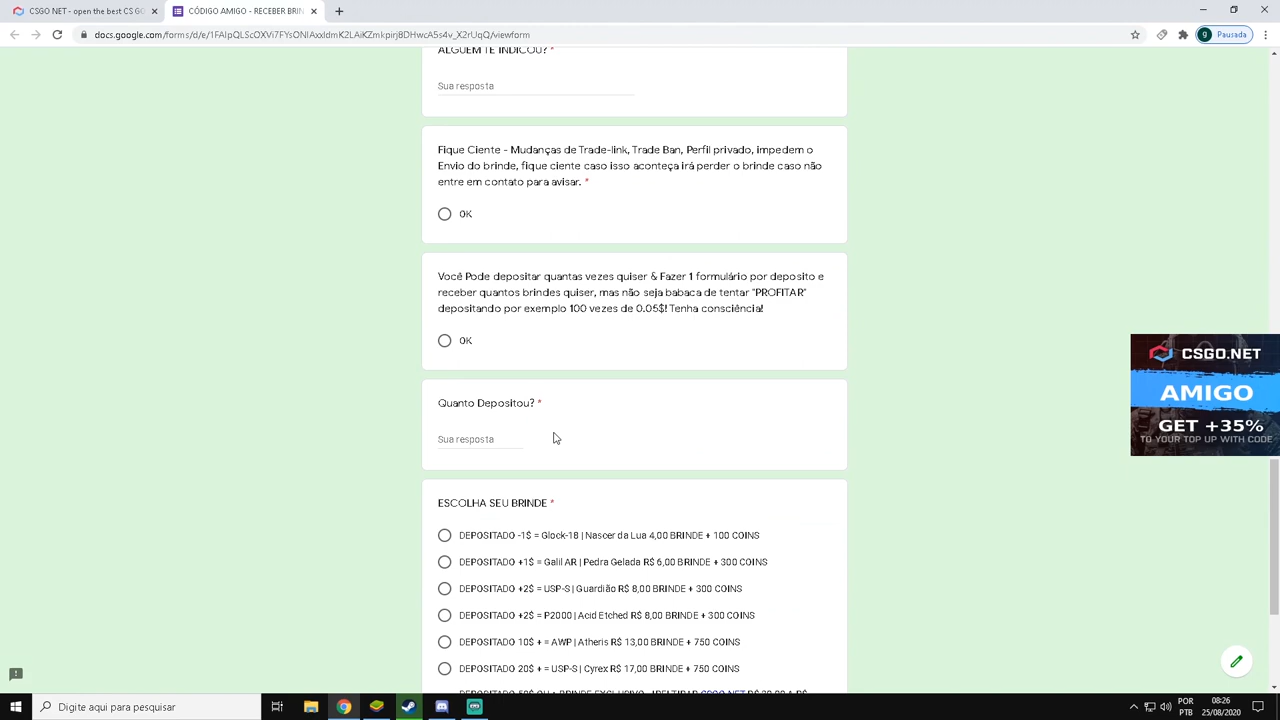 CSGO NET - open the best CS GO
CÓDIGO AMIGO - RECEBER BRIN
docs.google.com/forms/d/e/1FAIpQLScOXVi7FYsONIAxxldmK2LAiKZmkpirj8DHwcA5s4v_X2rUqQ/viewform
g Pausada
ALGUÉM TE INDICOU? *
Sua resposta
Fique Ciente - Mudanças de Trade-link, Trade Ban, Perfil privado, impedem o
Envio do brinde, fique ciente caso isso aconteça irá perder o brinde caso não
entre em contato para avisar. *
OK
Você Pode depositar quantas vezes quiser & Fazer 1 formulário por deposito e
receber quantos brindes quiser, mas não seja babaca de tentar "PROFITAR"
depositando por exemplo 100 vezes de 0.05$! Tenha consciência!
OK
CSGO.NET
AMIGO
GET +35%
TO YOUR TOP UP WITH CODE
Quanto Depositou? *
Sua resposta
ESCOLHA SEU BRINDE *
DEPOSITADO -1$ = Glock-18 | Nascer da Lua 4,00 BRINDE + 100 COINS
DEPOSITADO +1$ = Galil AR | Pedra Gelada R$ 6,00 BRINDE + 300 COINS
DEPOSITADO +2$ = USP-S | Guardião R$ 8,00 BRINDE + 300 COINS
DEPOSITADO +2$ = P2000 | Acid Etched R$ 8,00 BRINDE + 300 COINS
DEPOSITADO 10$ + = AWP | Atheris R$ 13,00 BRINDE + 750 COINS
DEPOSITADO 20$ + = USP-S | Cyrex R$ 17,00 BRINDE + 750 COINS
Digite aqui para pesquisar
POR
PTB
08:26
25/08/2020